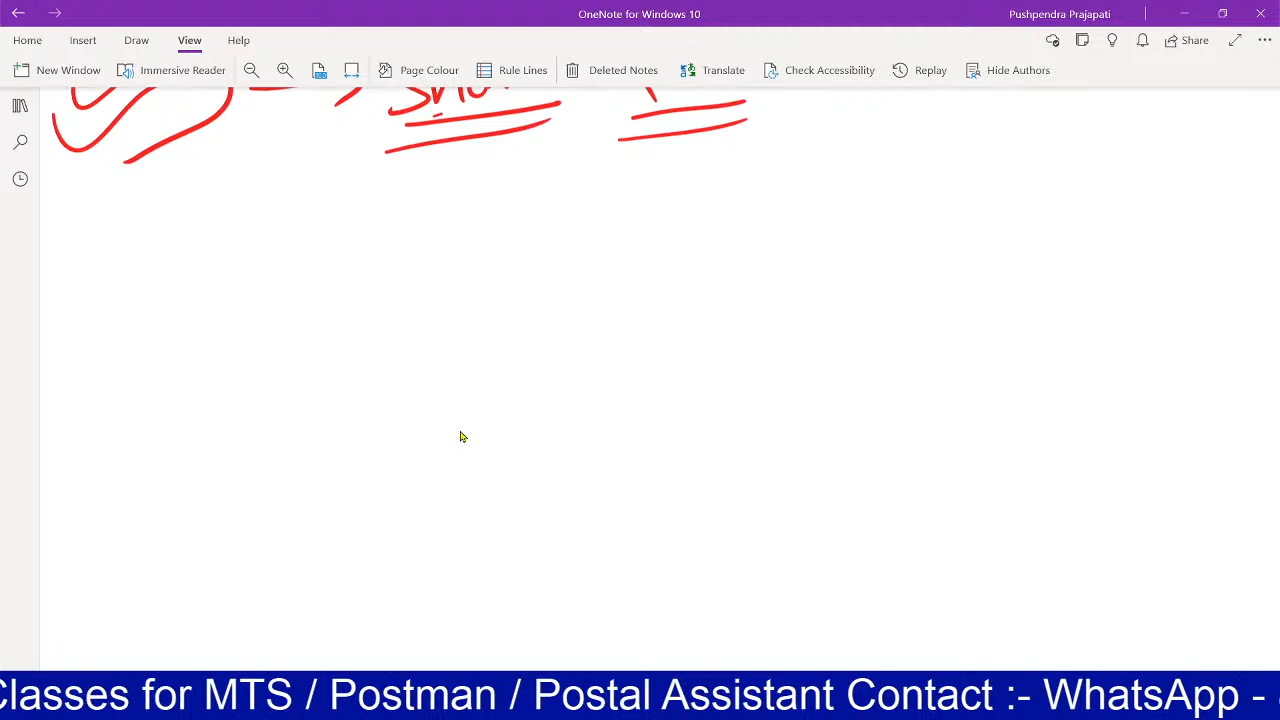 OneNote for Windows 10
Pushpendra Prajapati
Home Insert Draw View Help
Share
New Window Immersive Reader Page Colour Rule Lines Deleted Notes Translate Check Accessibility Replay Hide Authors
Classes for MTS / Postman / Postal Assistant Contact :- WhatsApp -